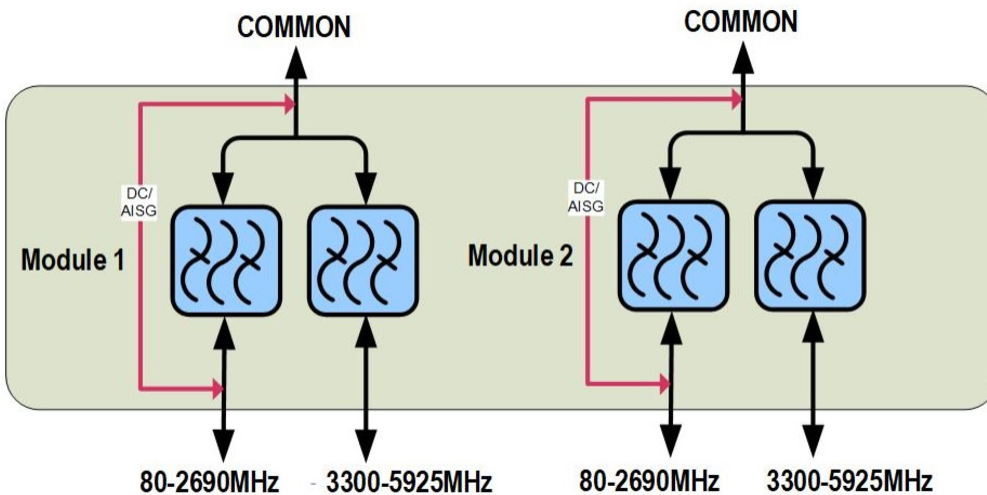 COMMON
COMMON
DC/
AISG
DC/
AISG
Module 1
Module 2
80-2690MHz - 3300-5925MHz
80-2690MHz 3300-5925MHz